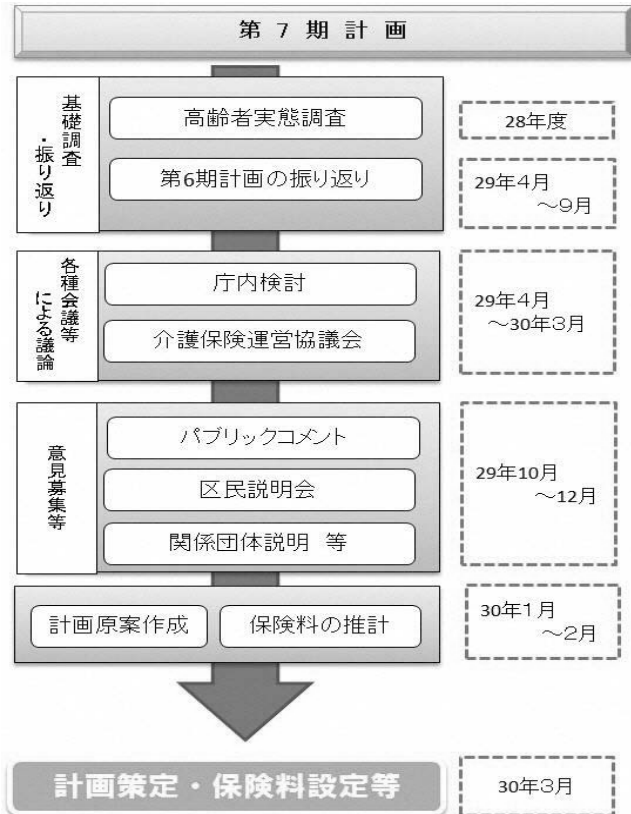 第７期計画
基礎調査
・振り返り
高齢者実態調査
28年度
第6期計画の振り返り
29年４月
～９月
各種会議等
による議論
庁内検討
介護保険運営協議会
29年４月
～30年３月
意見募集等
パブリックコメント
区民説明会
関係団体説明 等
29年10月
～12月
計画原案作成
保険料の推計
30年１月
～２月
計画策定・保険料設定等
30年３月